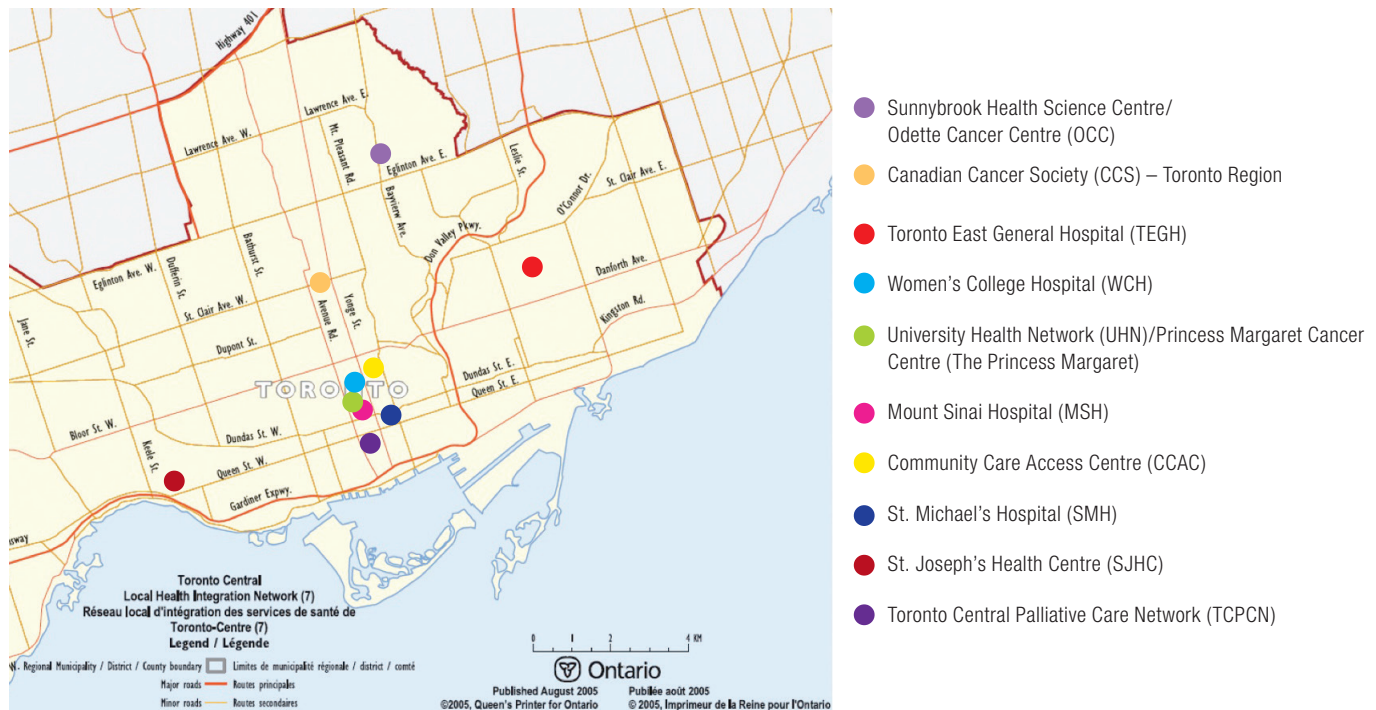 Highway 401
Lawrence Ave. E.
Lawrence Ave. W.
Mt. Pleasant Rd.
Eglinton Ave. E.
Leslie St.
St. Clair Ave. E.
O'Connor Dr.
Bayvierw Ave.
Don Valley Pkwy.
Bathurst St.
Dufferin St.
Eglinton Ave. W.
Danforth Ave.
St. Clair Ave. W.
Avenue Rd.
Yonge St.
Kingston Rd.
Jane St.
Dupont St.
Dundas St. E.
TORONTO
Queen St. E.
Bloor St. W.
Dundas St. W.
Keele St.
Queen St. W.
Gardiner Expwy.
nsway
Toronto Central
Local Health Integration Network (7)
Réseau local d'intégration des services de santé de
Toronto-Centre (7)
Legend / Légende
W. Regional Municipality / District / County boundary Limites de municipalité régionale / district / comté
Major roads Routes principales
Minor roads Routes secondaires
0 1 2 4 KM
Ontario
Published August 2005 Publiée août 2005
©2005, Queen's Printer for Ontario © 2005, Imprimeur de la Reine pour l'Ontario
Sunnybrook Health Science Centre/
Odette Cancer Centre (OCC)
Canadian Cancer Society (CCS) – Toronto Region
Toronto East General Hospital (TEGH)
Women's College Hospital (WCH)
University Health Network (UHN)/Princess Margaret Cancer
Centre (The Princess Margaret)
Mount Sinai Hospital (MSH)
Community Care Access Centre (CCAC)
St. Michael's Hospital (SMH)
St. Joseph's Health Centre (SJHC)
Toronto Central Palliative Care Network (TCPCN)